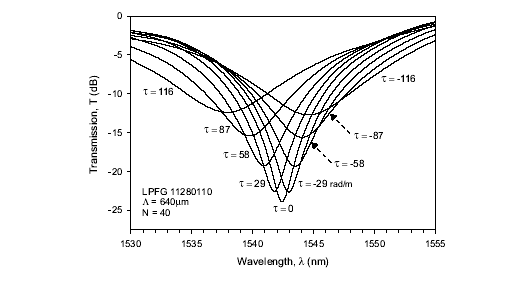 0
-5
-10
-15
-20
-25
Transmission, T (dB)
τ = 116
τ = -116
τ = 87
τ = -87
τ = 58
τ = -58
τ = 29
τ = -29 rad/m
τ = 0
LPFG 11280110
Λ = 640μm
N = 40
1530 1535 1540 1545 1550 1555
Wavelength, λ (nm)